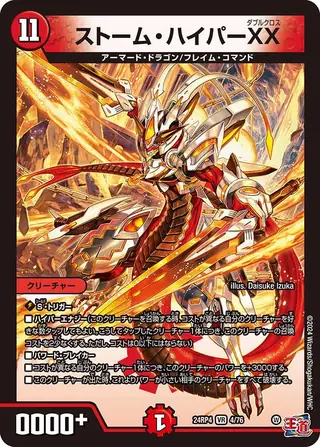 11
ダブルクロス
ストーム・ハイパーXX
アーマード・ドラゴン/フレイム・コマンド
クリーチャー
illus. Daisuke Izuka
S・トリガー
■ハイパーエナジー(このクリーチャーを召喚する時、コストが異なる自分のクリーチャーを好
きな数タップしてもよい。こうしてタップしたクリーチャー1体につき、このクリーチャーの召喚
コストを2少なくする。ただし、コストは0以下にはならない)
■パワード・ブレイカー
■コストが異なる自分のクリーチャー1体につき、このクリーチャーのパワーを+3000する。
■このクリーチャーが出た時、これよりパワーが小さい相手のクリーチャーをすべて破壊する。
0000+
1
24RP4 VR 4/76
王道
©2024 Wizards/Shogakukan/WHC